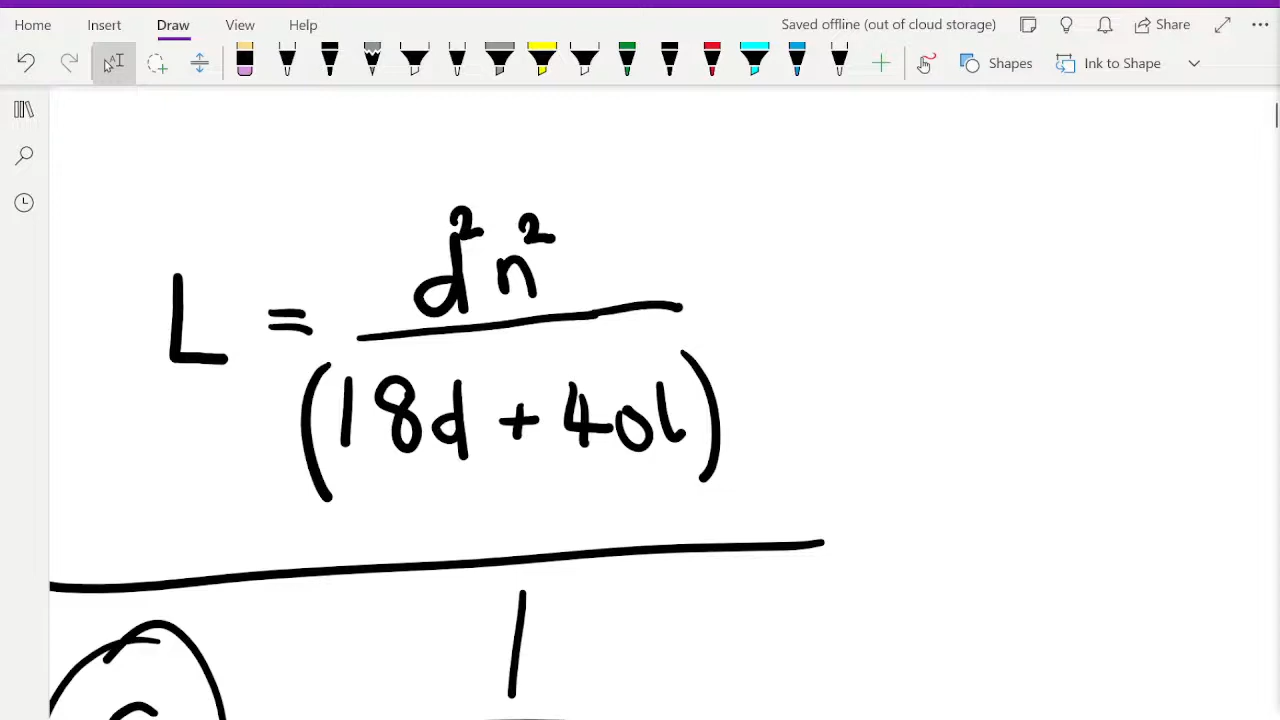 Home Insert Draw View Help Saved offline (out of cloud storage) Share
Shapes Ink to Shape
d²n²
L =
(18d + 40l)
1